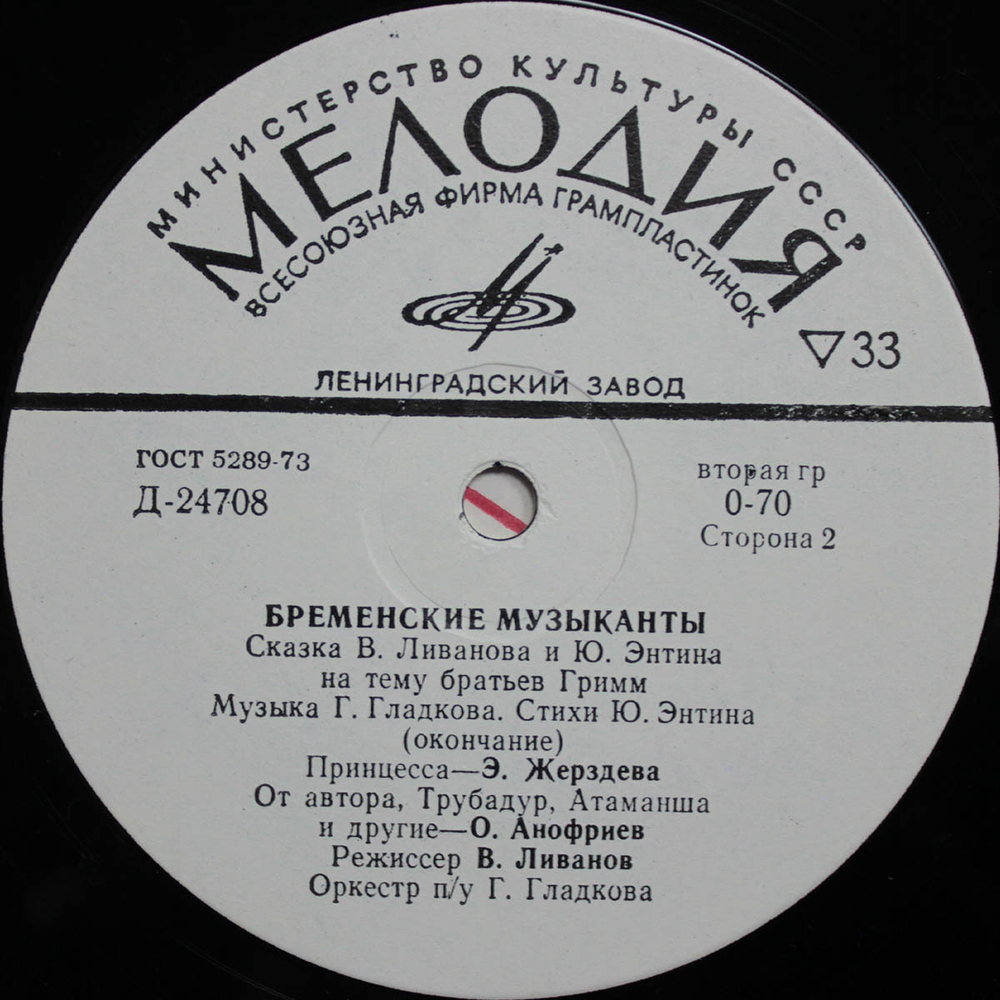 МИНИСТЕРСТВО КУЛЬТУРЫ СССР
МЕЛОДИЯ
ВСЕСОЮЗНАЯ ФИРМА ГРАМПЛАСТИНОК
33
ЛЕНИНГРАДСКИЙ ЗАВОД
ГОСТ 5289-73
Д-24708
вторая гр
0-70
Сторона 2
БРЕМЕНСКИЕ МУЗЫКАНТЫ
Сказка В. Ливанова и Ю. Энтина
на тему братьев Гримм
Музыка Г. Гладкова. Стихи Ю. Энтина
(окончание)
Принцесса—Э. Жерздева
От автора, Трубадур, Атаманша
и другие—О. Анофриев
Режиссер В. Ливанов
Оркестр п/у Г. Гладкова